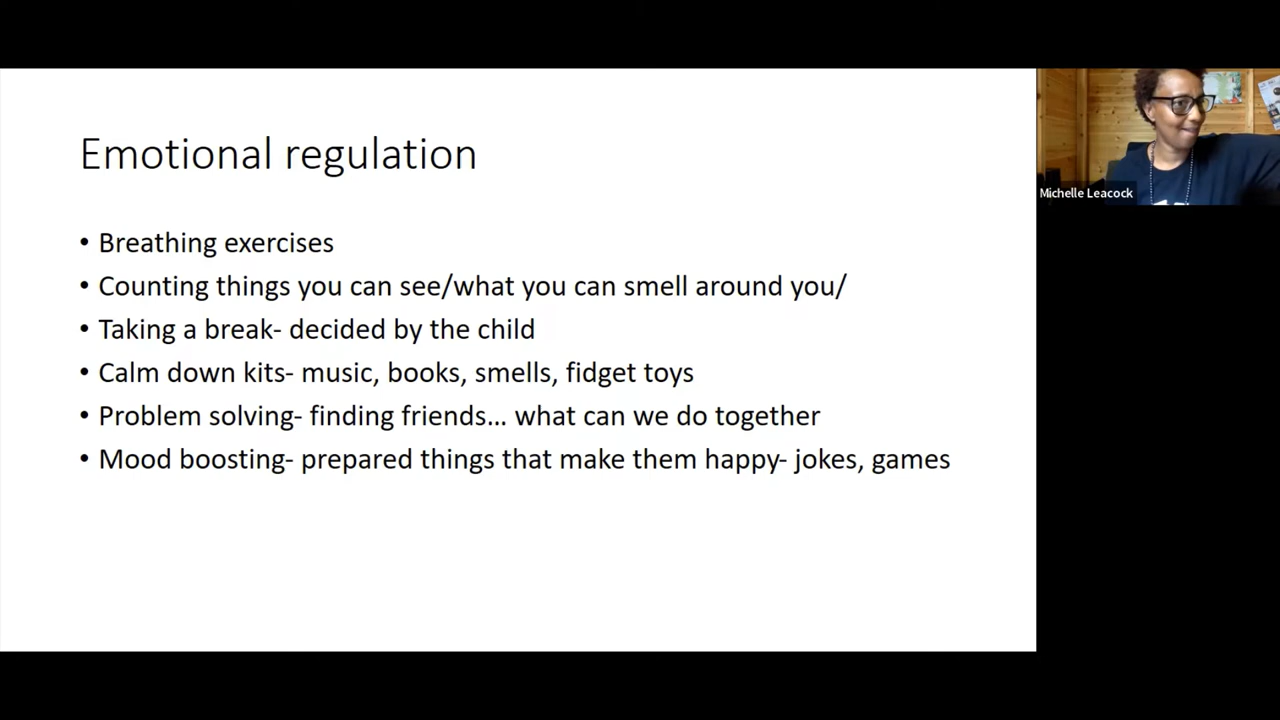 Emotional regulation
• Breathing exercises
• Counting things you can see/what you can smell around you/
• Taking a break- decided by the child
• Calm down kits- music, books, smells, fidget toys
• Problem solving- finding friends... what can we do together
• Mood boosting- prepared things that make them happy- jokes, games
Michelle Leacock